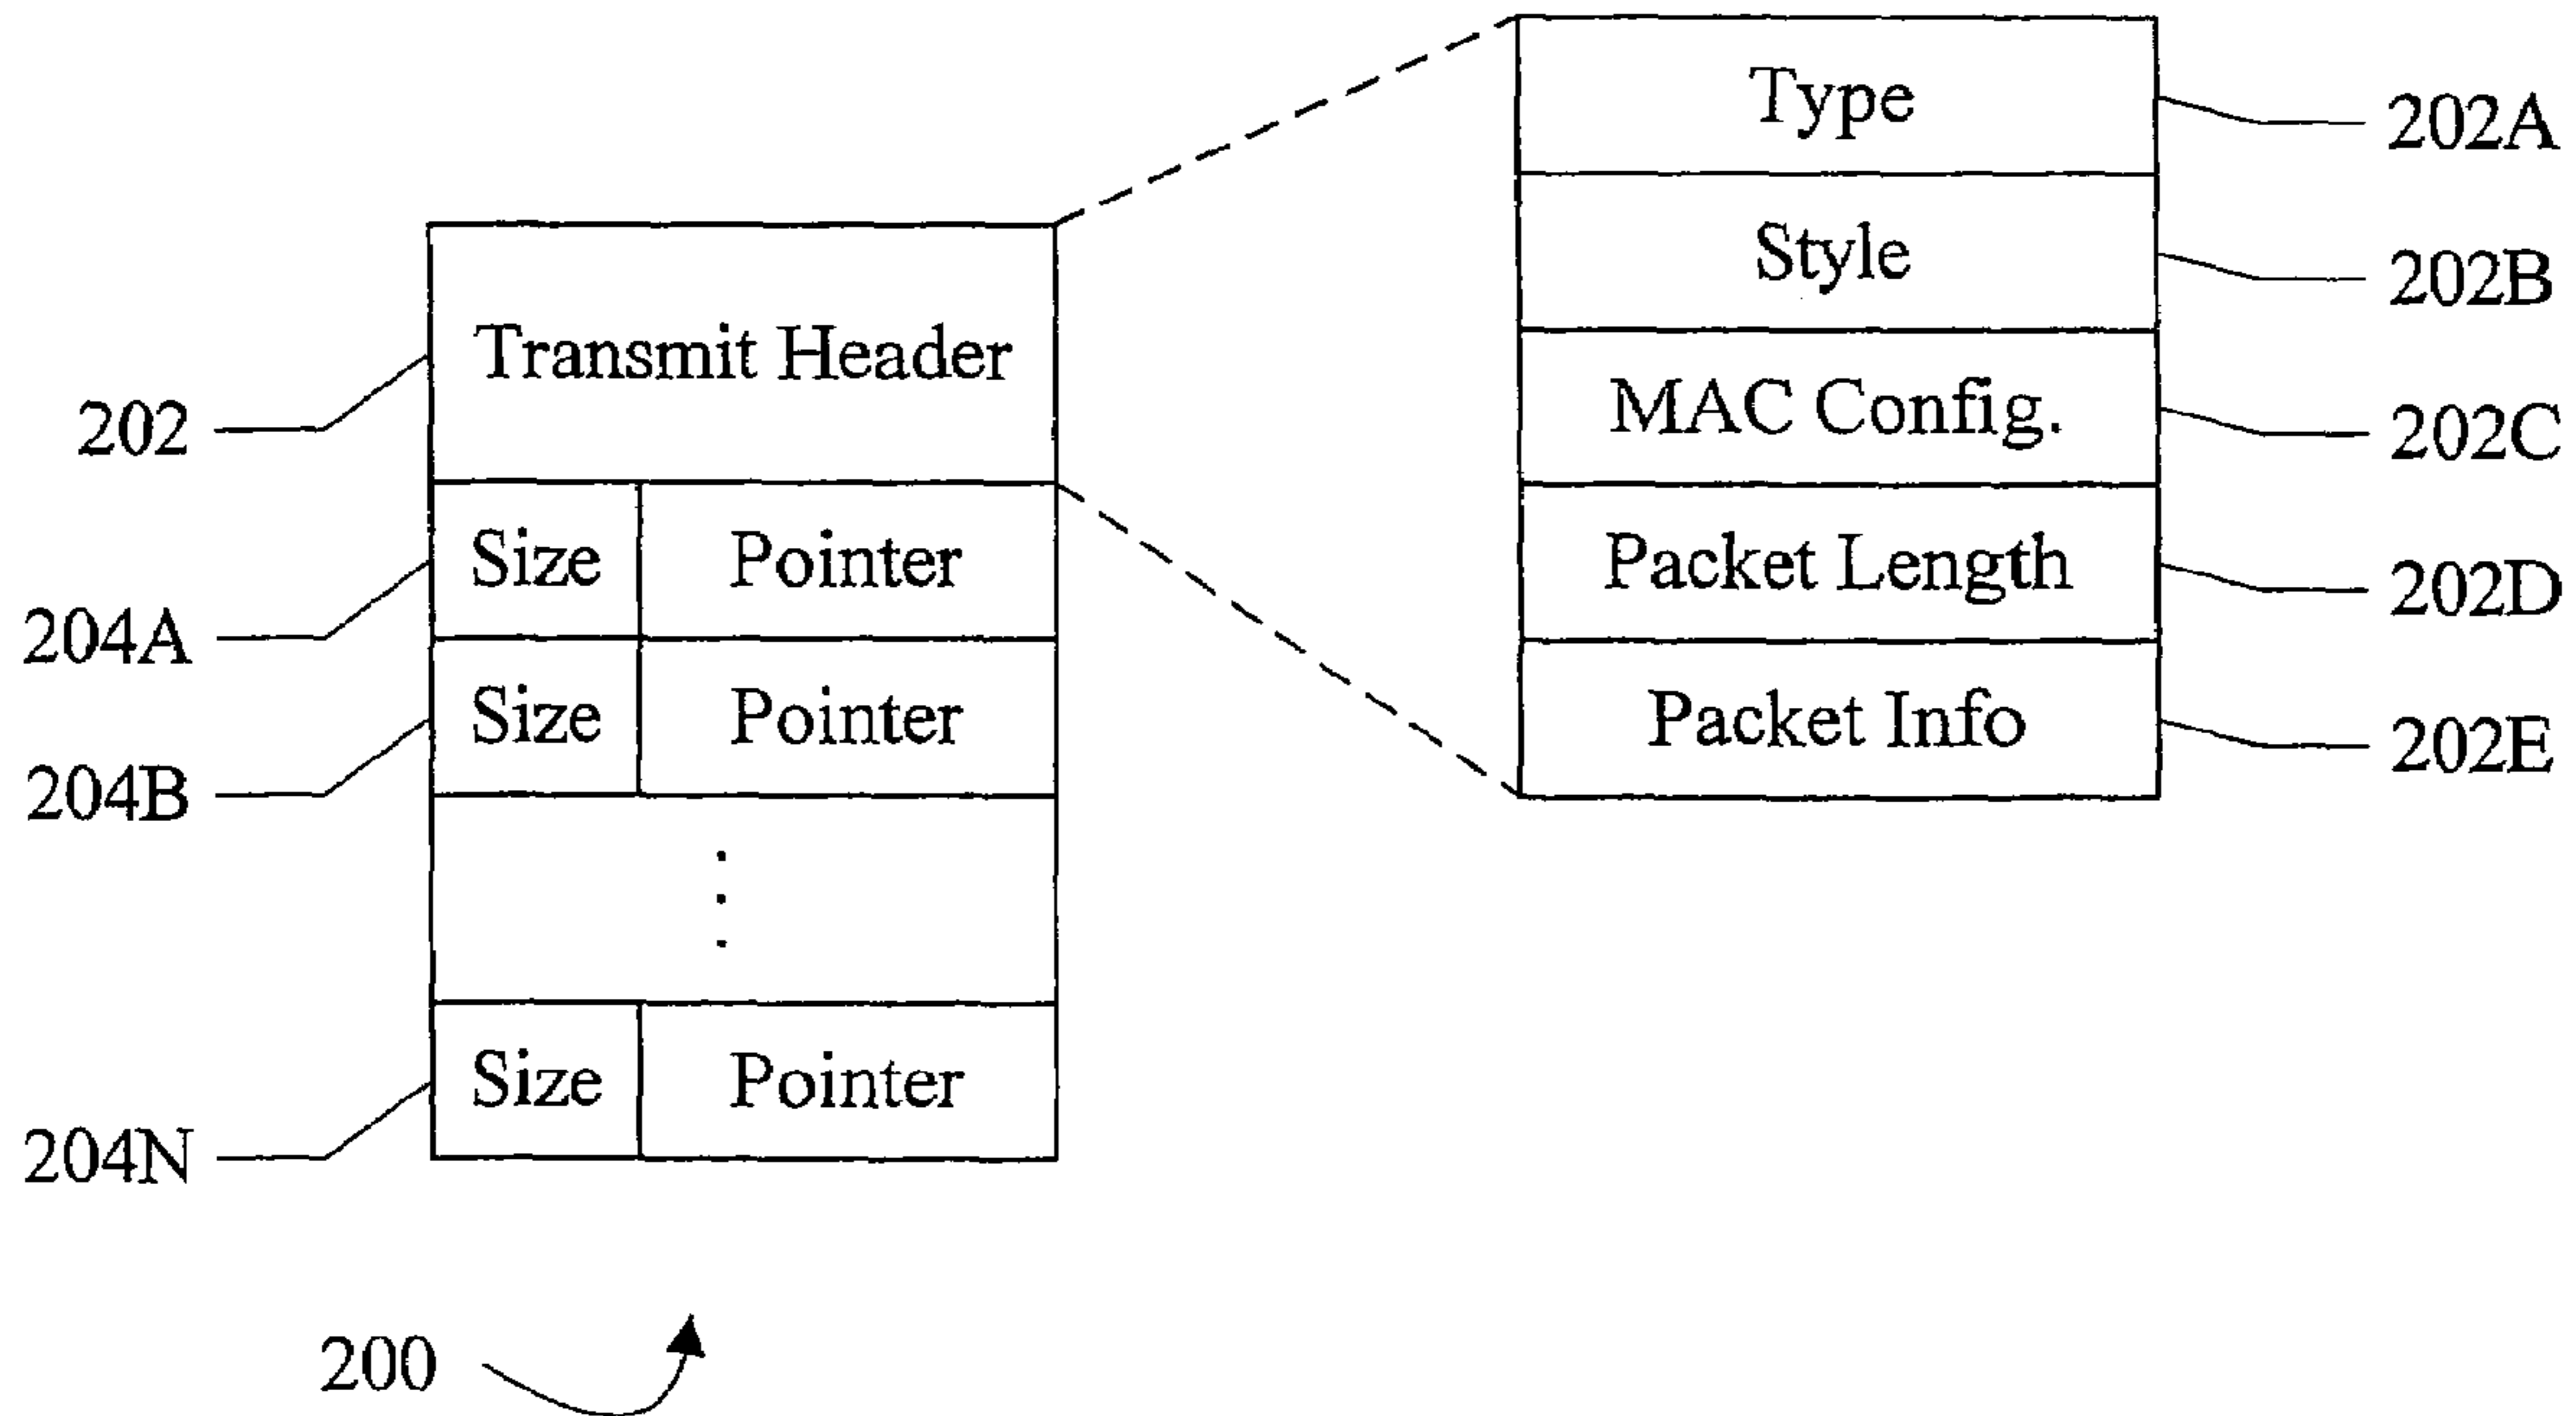 Transmit Header
202
Size Pointer
204A
Size Pointer
204B
.
.
.
Size Pointer
204N
200
Type
202A
Style
202B
MAC Config.
202C
Packet Length
202D
Packet Info
202E